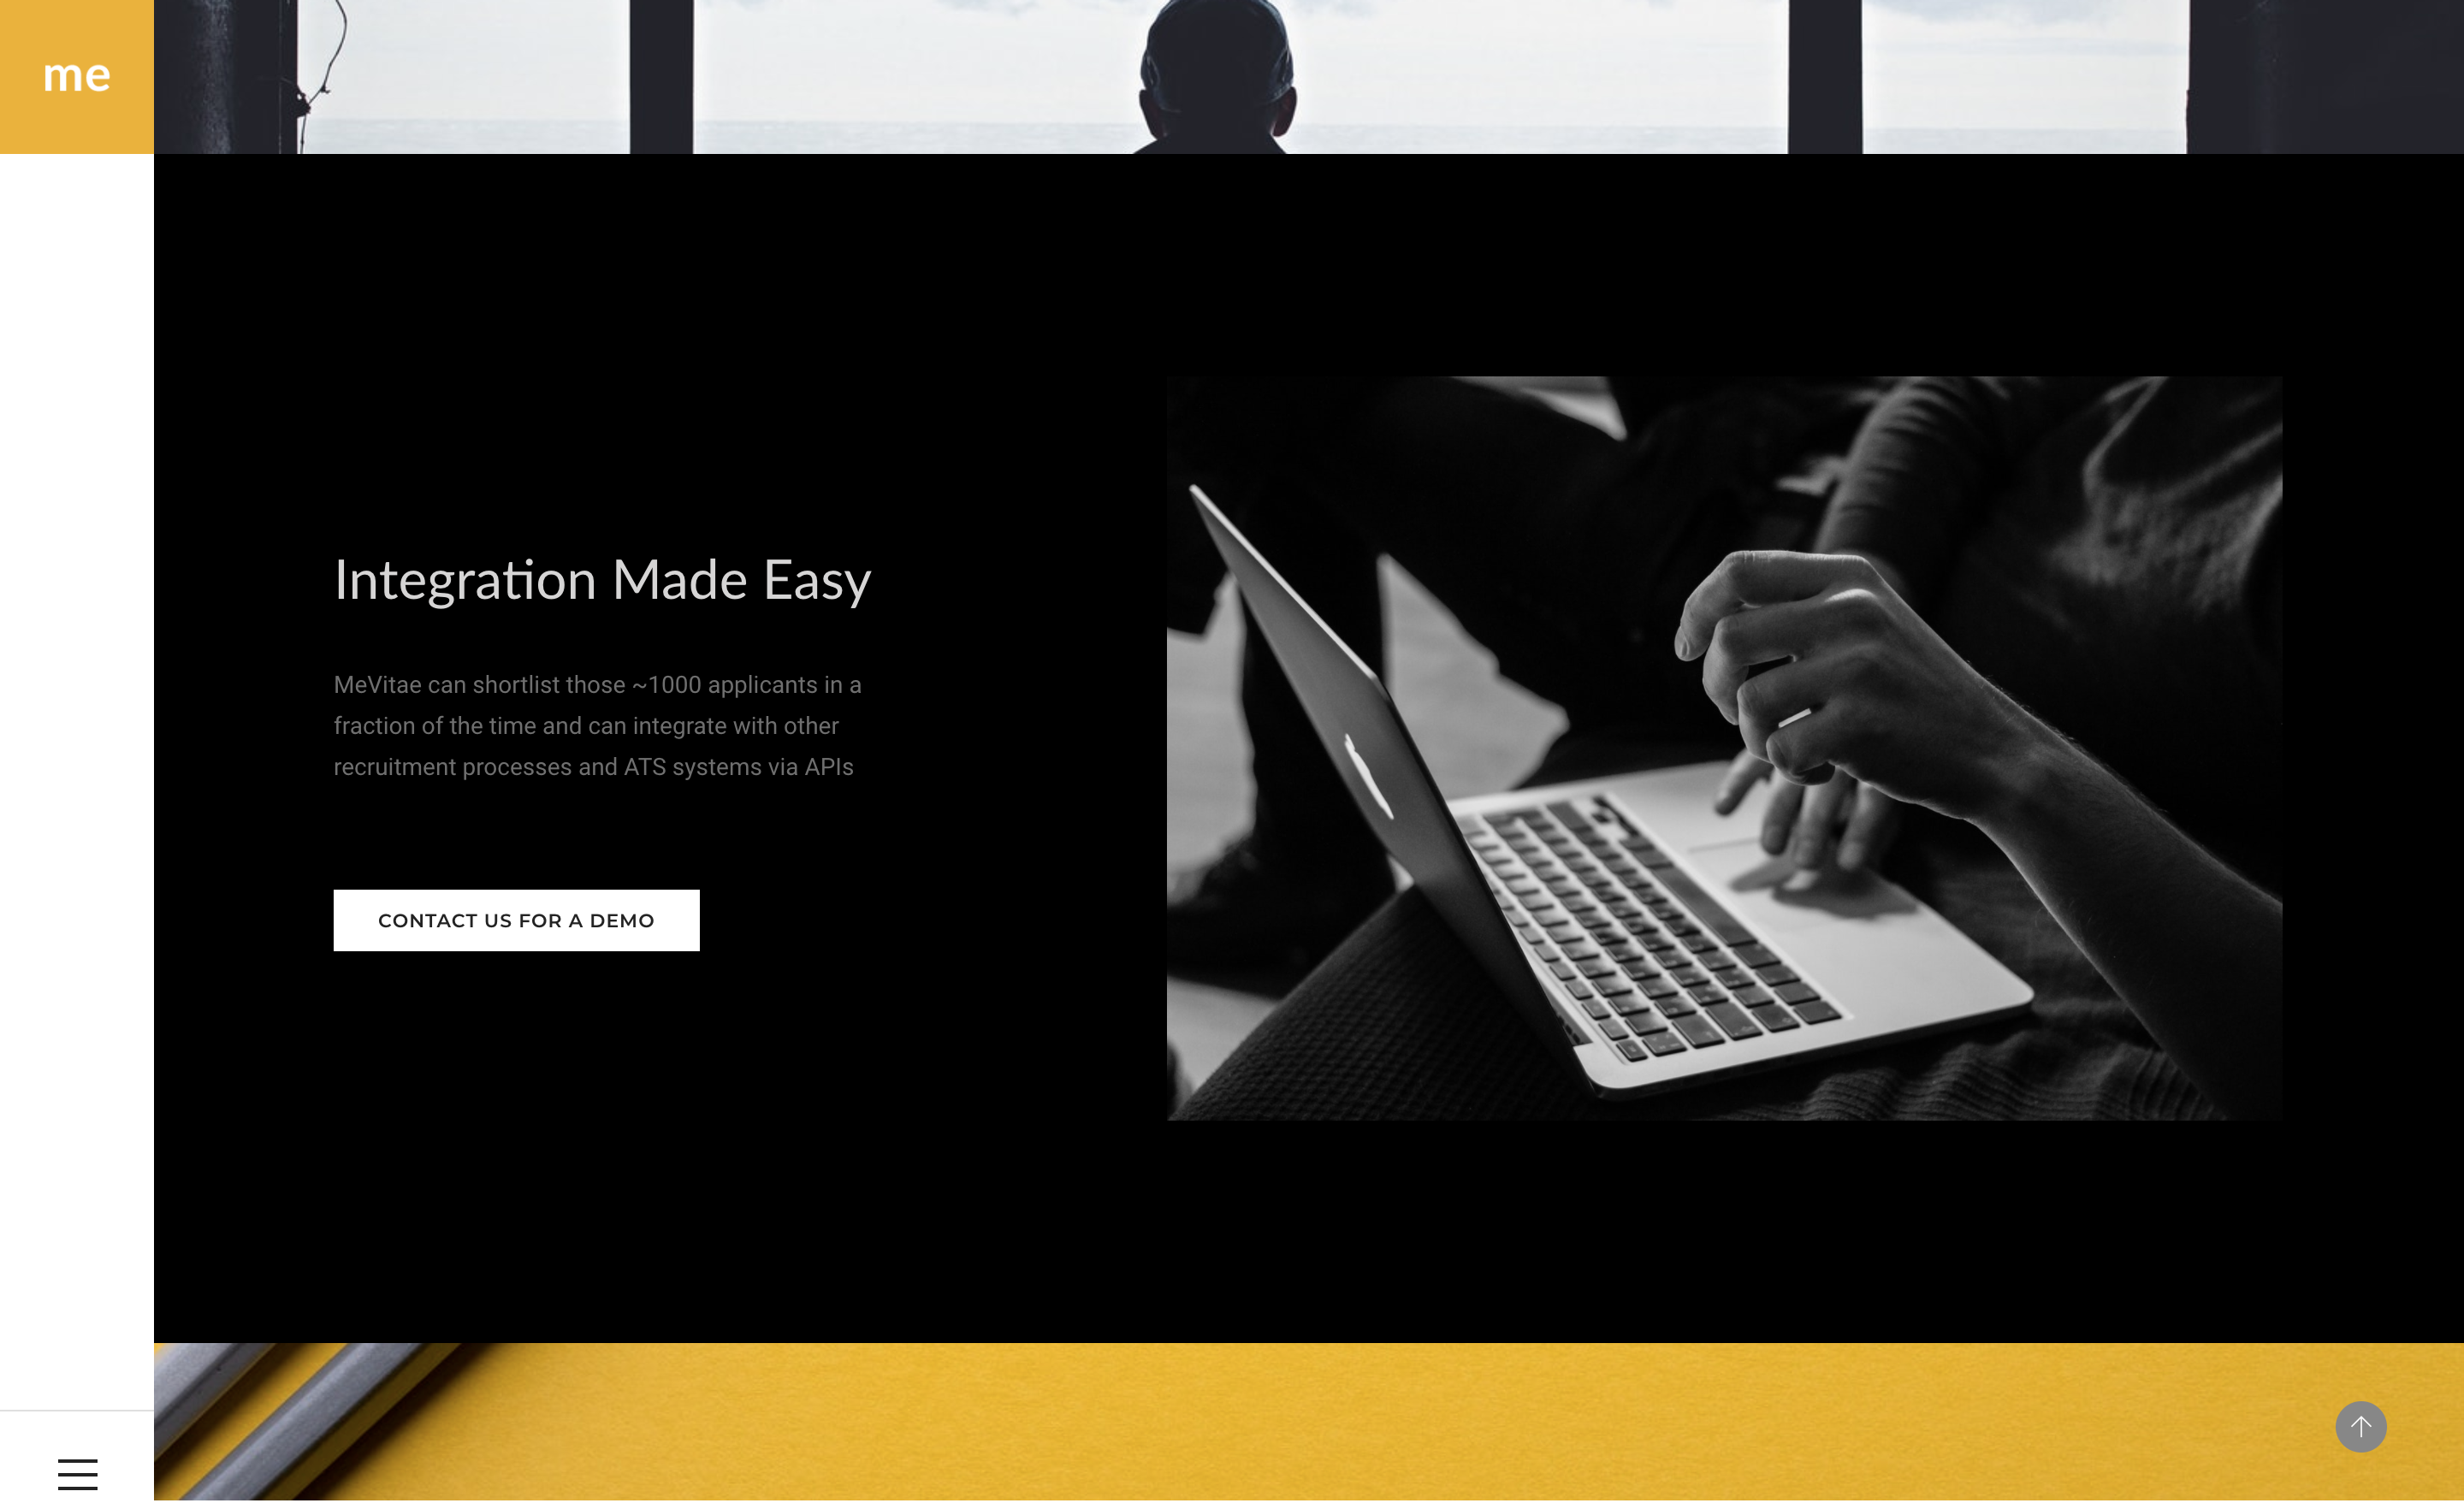 me
Integration Made Easy
MeVitae can shortlist those ~1000 applicants in a
fraction of the time and can integrate with other
recruitment processes and ATS systems via APIs
CONTACT US FOR A DEMO